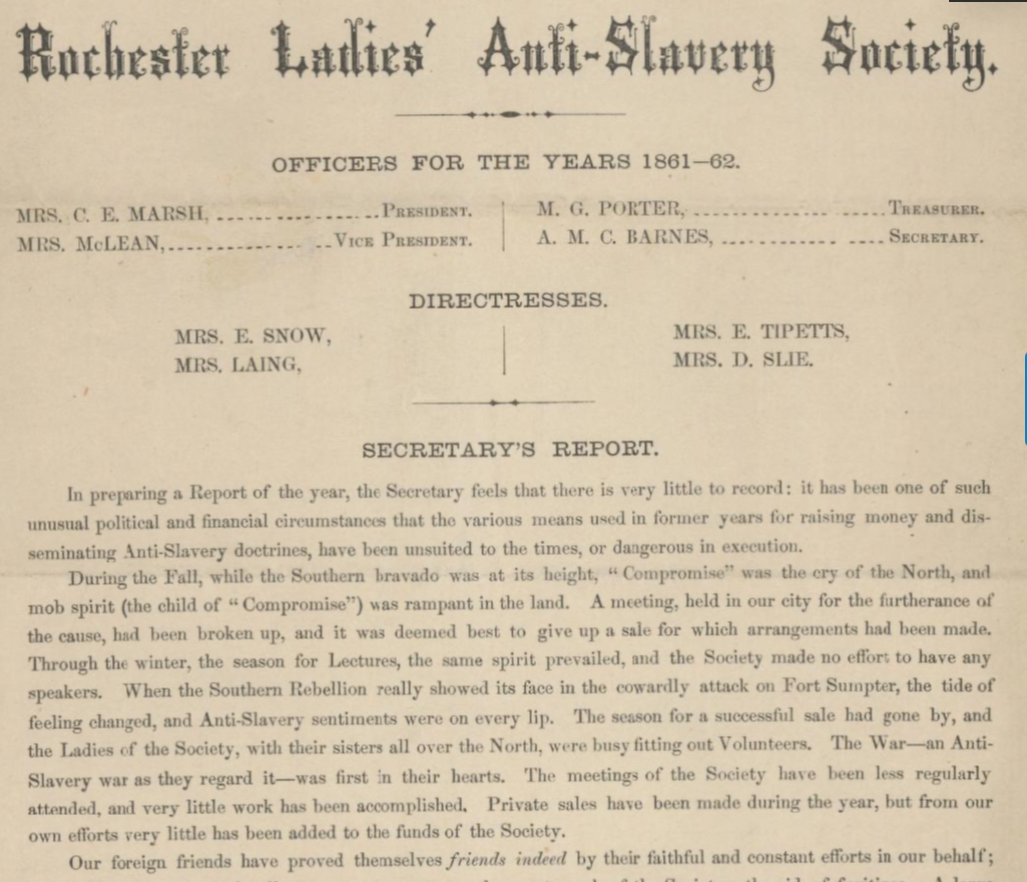 Rochester Ladies' Anti-Slavery Society.
OFFICERS FOR THE YEARS 1861–62.
MRS. C. E. MARSH, PRESIDENT.
MRS. McLEAN, VICE PRESIDENT.
M. G. PORTER, TREASURER.
A. M. C. BARNES, SECRETARY.
DIRECTRESSES.
MRS. E. SNOW,
MRS. LAING,
MRS. E. TIPETTS,
MRS. D. SLIE.
SECRETARY'S REPORT.
In preparing a Report of the year, the Secretary feels that there is very little to record: it has been one of such
unusual political and financial circumstances that the various means used in former years for raising money and dis-
seminating Anti-Slavery doctrines, have been unsuited to the times, or dangerous in execution.
During the Fall, while the Southern bravado was at its height, "Compromise" was the cry of the North, and
mob spirit (the child of "Compromise") was rampant in the land. A meeting, held in our city for the furtherance of
the cause, had been broken up, and it was deemed best to give up a sale for which arrangements had been made.
Through the winter, the season for Lectures, the same spirit prevailed, and the Society made no effort to have any
speakers. When the Southern Rebellion really showed its face in the cowardly attack on Fort Sumpter, the tide of
feeling changed, and Anti-Slavery sentiments were on every lip. The season for a successful sale had gone by, and
the Ladies of the Society, with their sisters all over the North, were busy fitting out Volunteers. The War—an Anti-
Slavery war as they regard it—was first in their hearts. The meetings of the Society have been less regularly
attended, and very little work has been accomplished. Private sales have been made during the year, but from our
own efforts very little has been added to the funds of the Society.
Our foreign friends have proved themselves friends indeed by their faithful and constant efforts in our behalf;